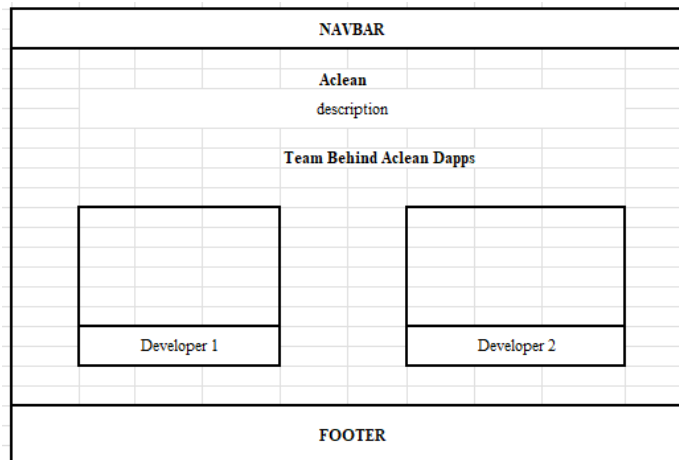 NAVBAR
Aclean
description
Team Behind Aclean Dapps
Developer 1
Developer 2
FOOTER